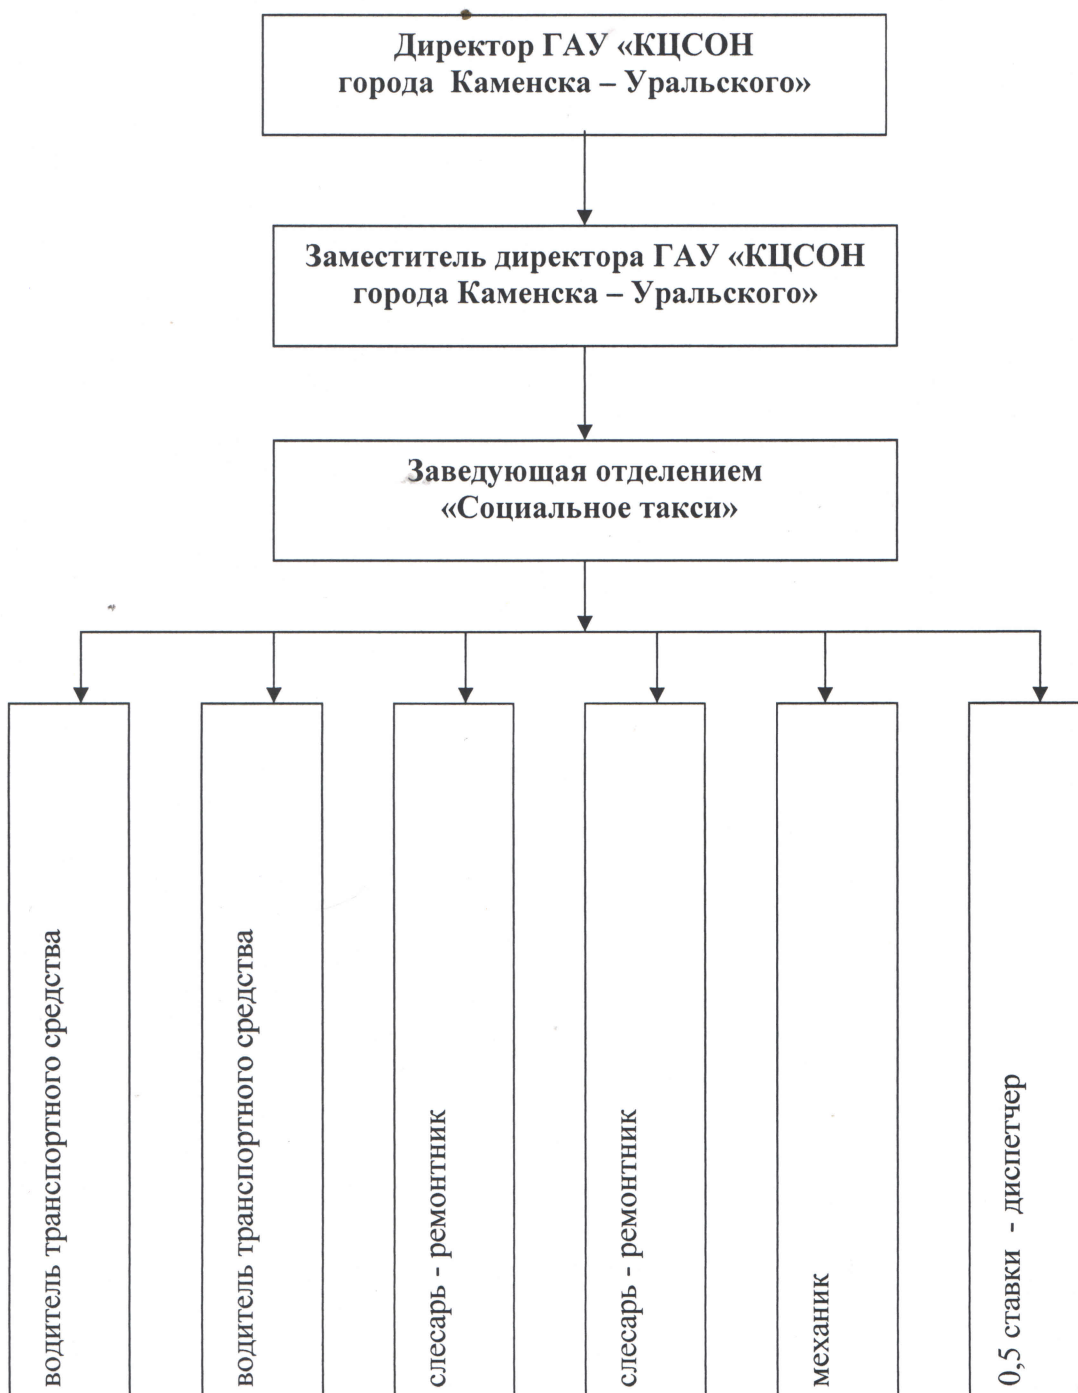 Директор ГАУ «КЦСОН
города Каменска – Уральского»
Заместитель директора ГАУ «КЦСОН
города Каменска – Уральского»
Заведующая отделением
«Социальное такси»
водитель транспортного средства
водитель транспортного средства
слесарь - ремонтник
слесарь - ремонтник
механик
0,5 ставки - диспетчер